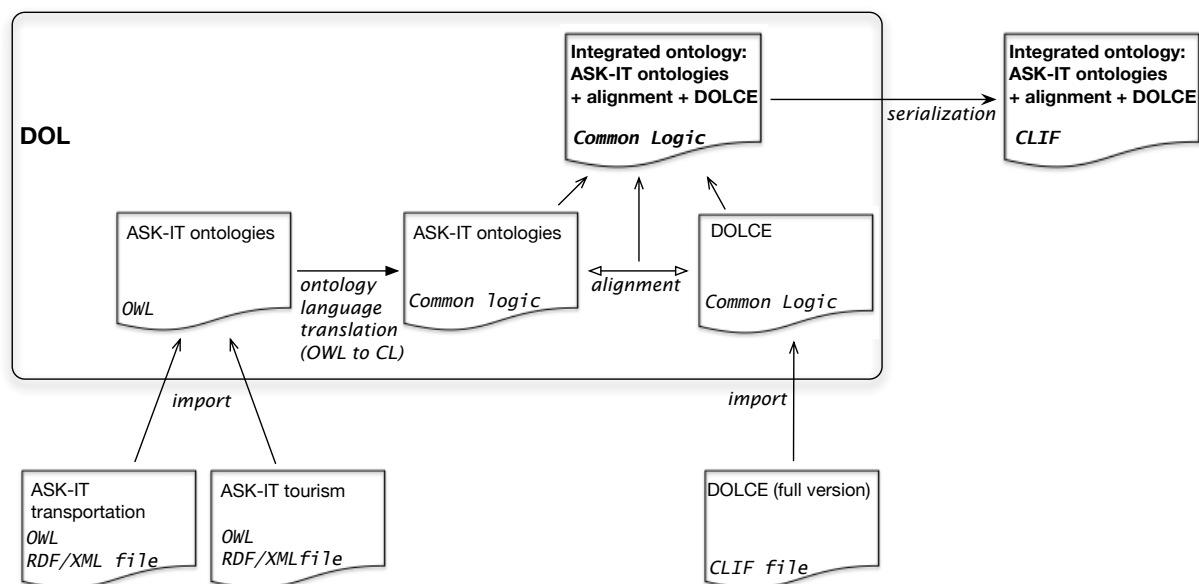 Integrated ontology:
ASK-IT ontologies
+ alignment + DOLCE
Common Logic
Integrated ontology:
ASK-IT ontologies
+ alignment + DOLCE
CLIF
serialization
DOL
ASK-IT ontologies
OWL
ontology
language
translation
(OWL to CL)
ASK-IT ontologies
Common logic
alignment
DOLCE
Common Logic
import
import
ASK-IT
transportation
OWL
RDF/XML file
ASK-IT tourism
OWL
RDF/XMLfile
DOLCE (full version)
CLIF file